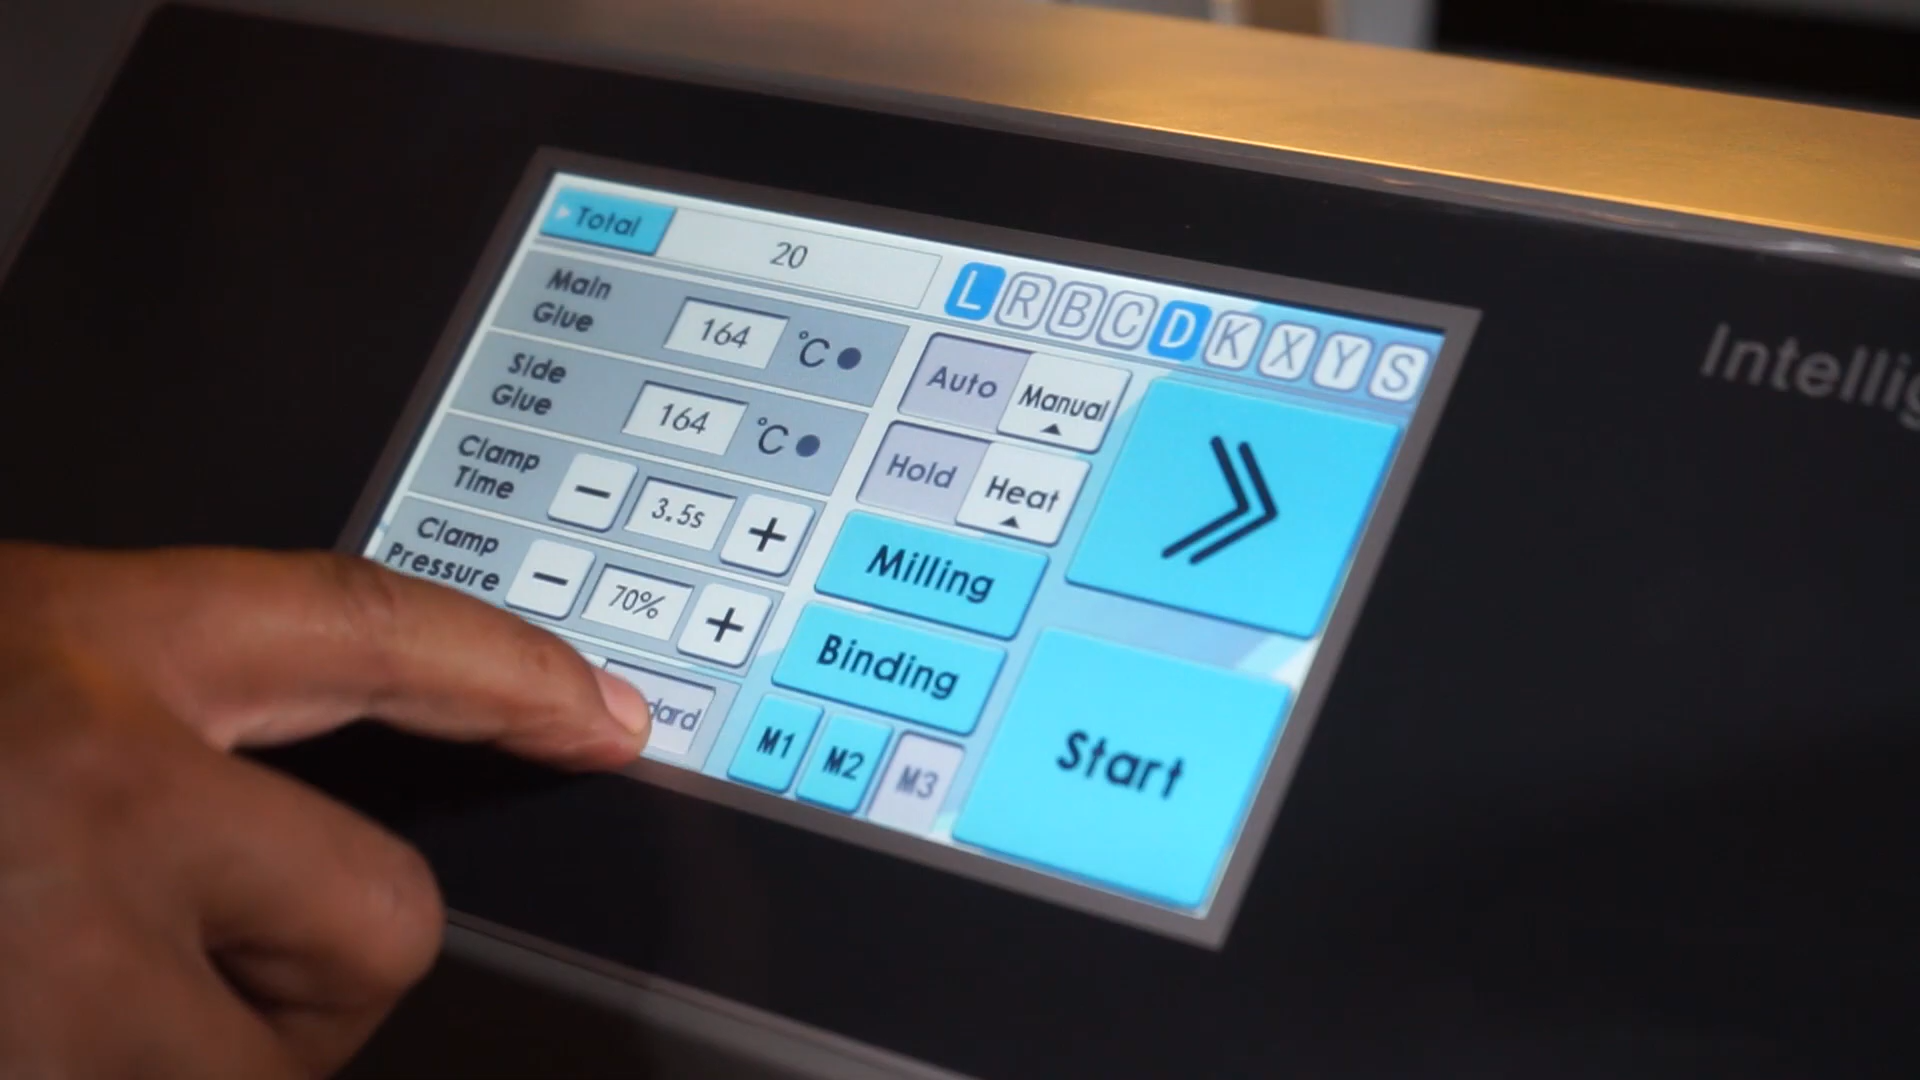 Total 20
L R B C D K X Y S
Main
Glue
164 °C
Side
Glue
164 °C
Clamp
Time
− 3.5s +
Clamp
Pressure
− 70% +
dard
Auto Manual
Hold Heat
Milling
Binding
M1 M2 M3
Start
Intellig